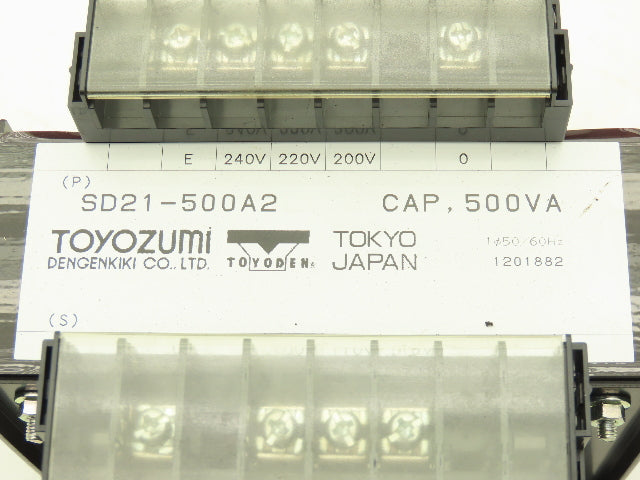 E 240V 220V 200V 0
(P)
SD21-500A2 CAP, 500VA
TOYOZUMI TOYODEN TOKYO 1φ50/60Hz
DENGENKIKI CO., LTD. JAPAN 1201882
(S)